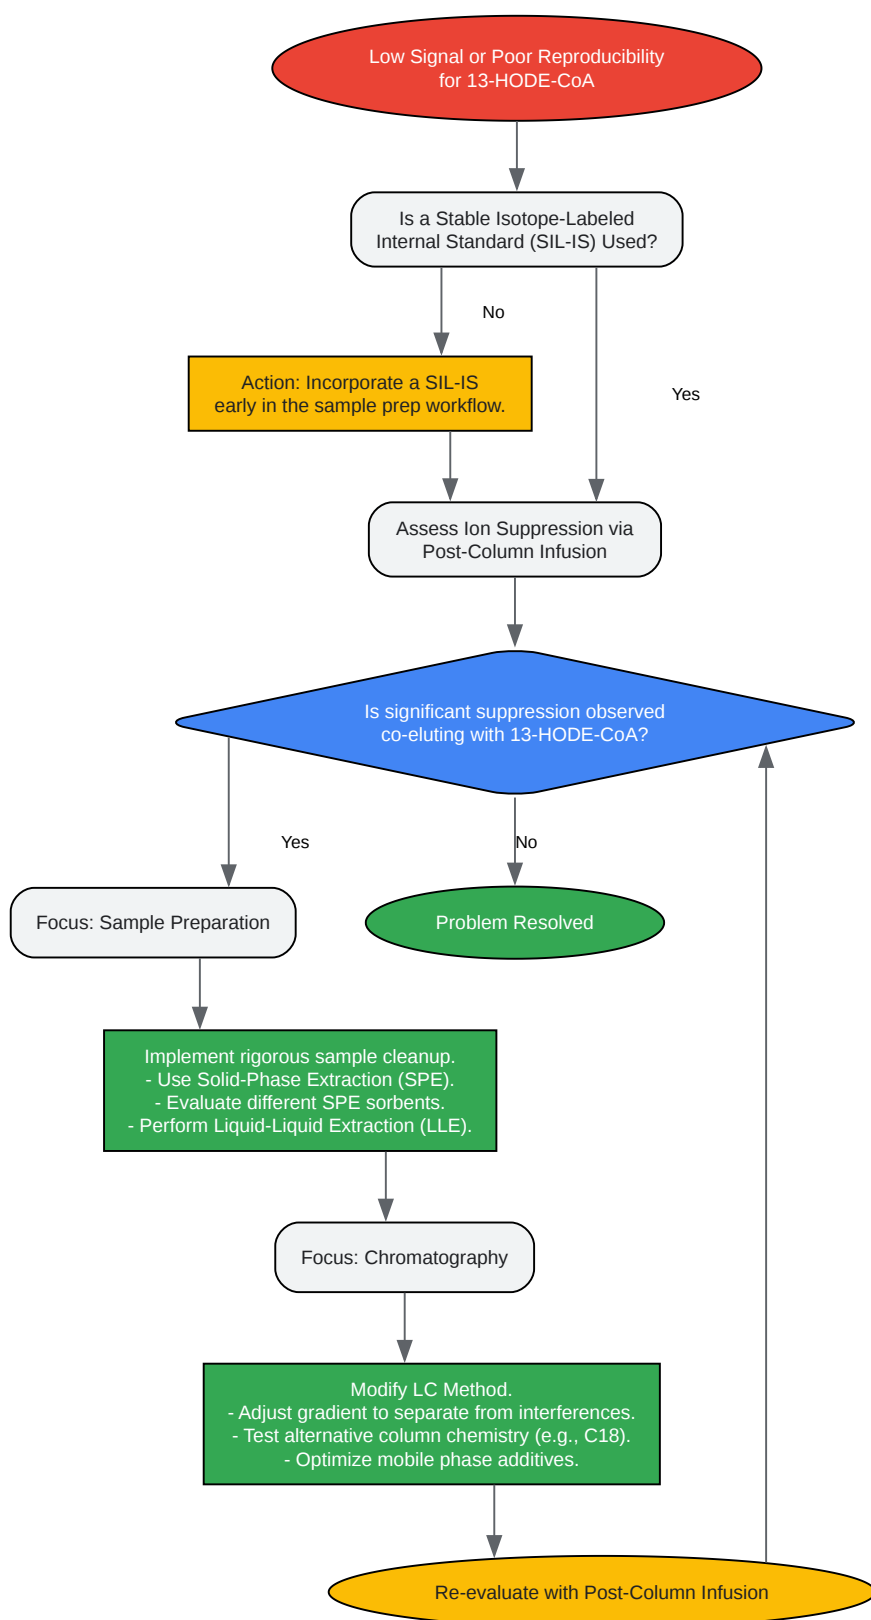 Low Signal or Poor Reproducibility
for 13-HODE-CoA
Is a Stable Isotope-Labeled
Internal Standard (SIL-IS) Used?
No
Action: Incorporate a SIL-IS
early in the sample prep workflow.
Yes
Assess Ion Suppression via
Post-Column Infusion
Is significant suppression observed
co-eluting with 13-HODE-CoA?
Yes
No
Focus: Sample Preparation
Problem Resolved
Implement rigorous sample cleanup.
- Use Solid-Phase Extraction (SPE).
- Evaluate different SPE sorbents.
- Perform Liquid-Liquid Extraction (LLE).
Focus: Chromatography
Modify LC Method.
- Adjust gradient to separate from interferences.
- Test alternative column chemistry (e.g., C18).
- Optimize mobile phase additives.
Re-evaluate with Post-Column Infusion